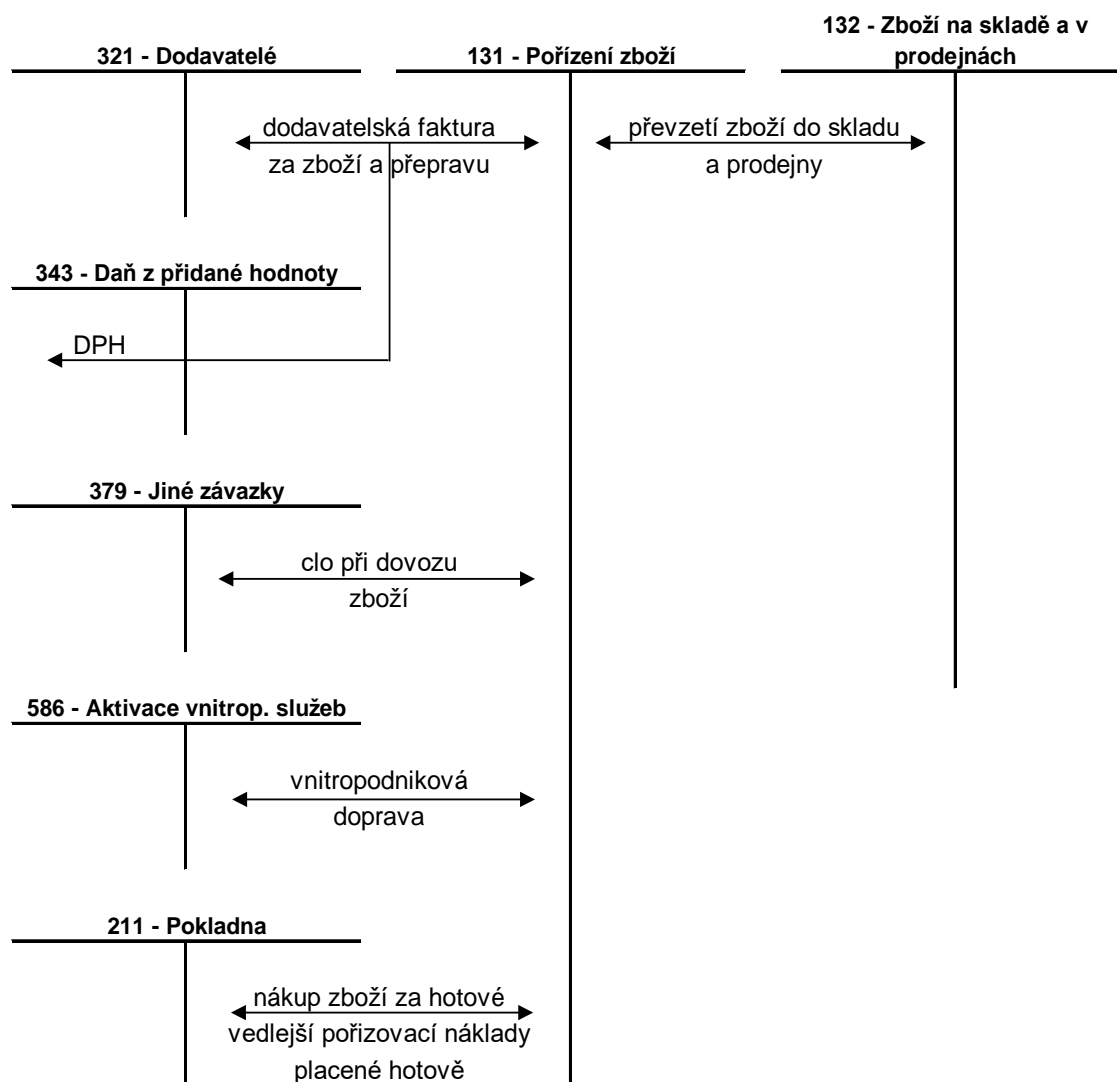 132 - Zboží na skladě a v
prodejnách
321 - Dodavatelé
131 - Pořízení zboží
dodavatelská faktura
za zboží a přepravu
převzetí zboží do skladu
a prodejny
343 - Daň z přidané hodnoty
DPH
379 - Jiné závazky
clo při dovozu
zboží
586 - Aktivace vnitrop. služeb
vnitropodniková
doprava
211 - Pokladna
nákup zboží za hotové
vedlejší pořizovací náklady
placené hotově